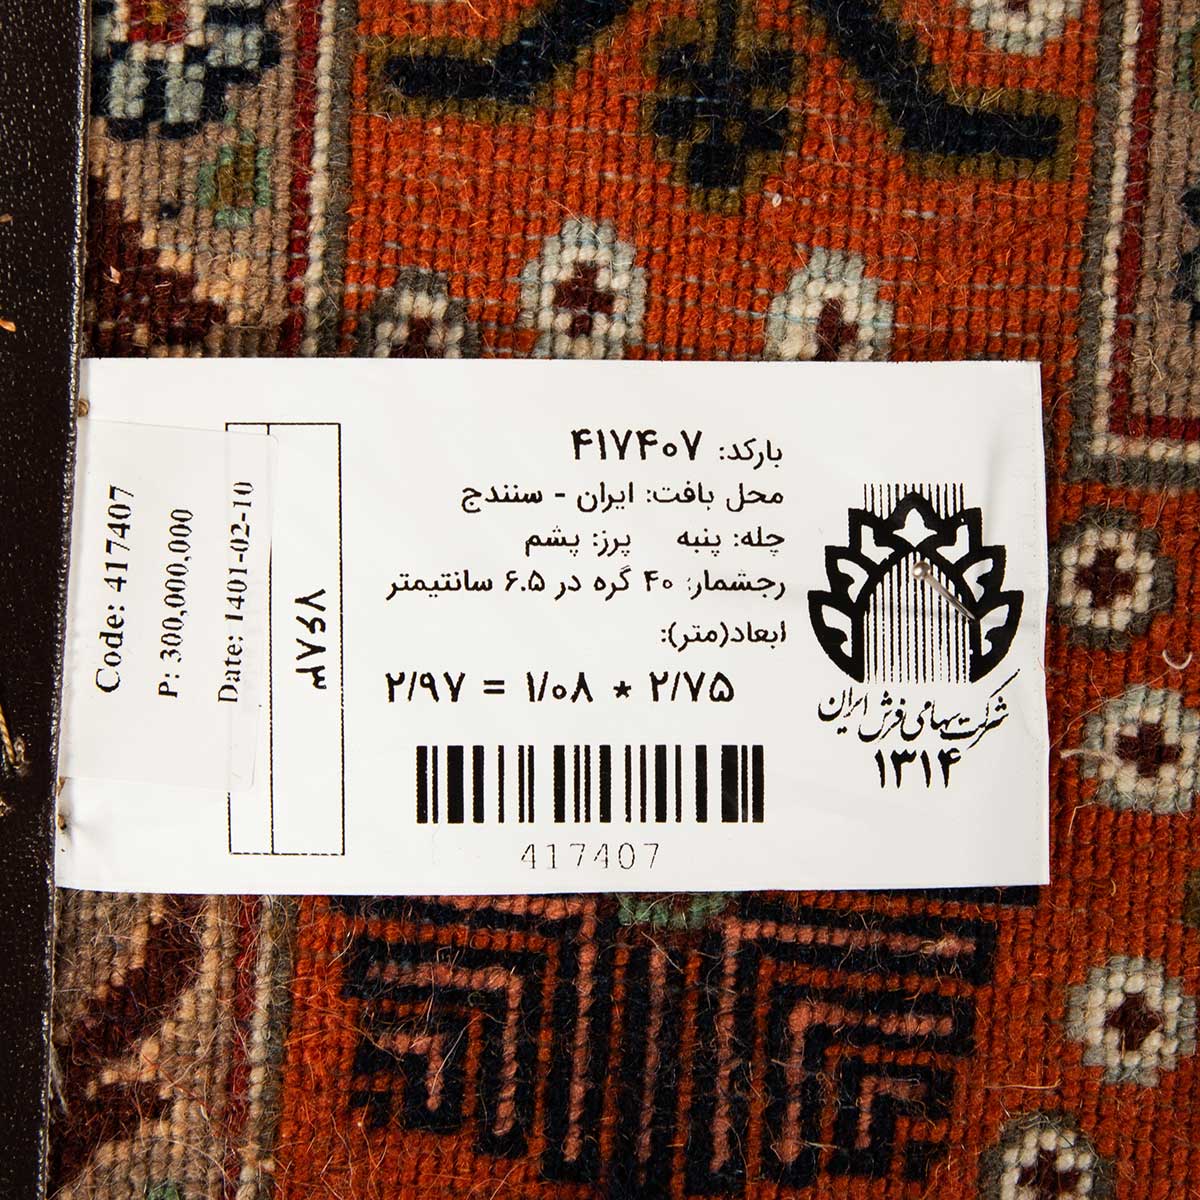 بارکد: ۴۱۷۴۰۷
محل بافت: ایران - سنندج
چله: پنبه پرز: پشم
رجشمار: ۴۰ گره در ۶.۵ سانتیمتر
ابعاد(متر):
۲/۷۵ * ۱/۰۸ = ۲/۹۷
417407
شرکت سهامی فرش ایران
۱۳۱۴
۷۶۸۳
Code: 417407
P: 300,000,000
Date: 1401-02-10